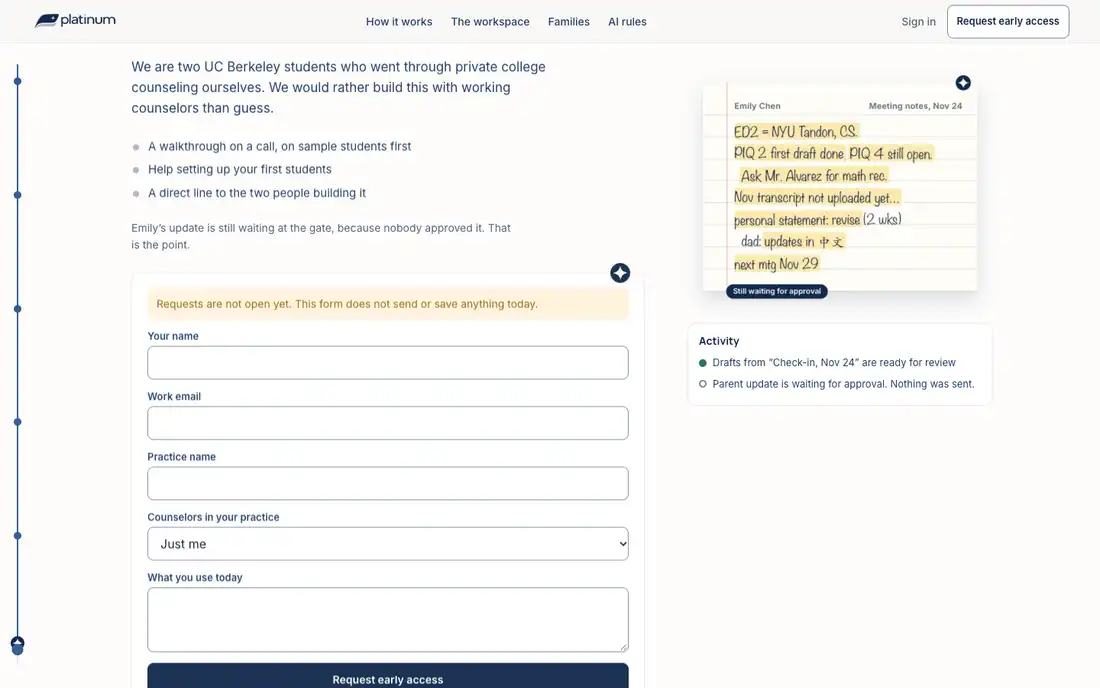 platinum
How it works
The workspace
Families
AI rules
Sign in
Request early access
We are two UC Berkeley students who went through private college
counseling ourselves. We would rather build this with working
counselors than guess.
A walkthrough on a call, on sample students first
Help setting up your first students
A direct line to the two people building it
Emily's update is still waiting at the gate, because nobody approved it. That
is the point.
Requests are not open yet. This form does not send or save anything today.
Your name
Work email
Practice name
Counselors in your practice
Just me
What you use today
Request early access
Emily Chen
Meeting notes, Nov 24
ED2 = NYU Tandon, CS.
PIQ 2 first draft done, PIQ 4 still open.
Ask Mr. Alvarez for math rec.
Nov transcript not uploaded yet...
personal statement: revise (2 wks)
dad: updates in 中文
next mtg Nov 29
Still waiting for approval
Activity
Drafts from “Check-in, Nov 24” are ready for review
Parent update is waiting for approval. Nothing was sent.